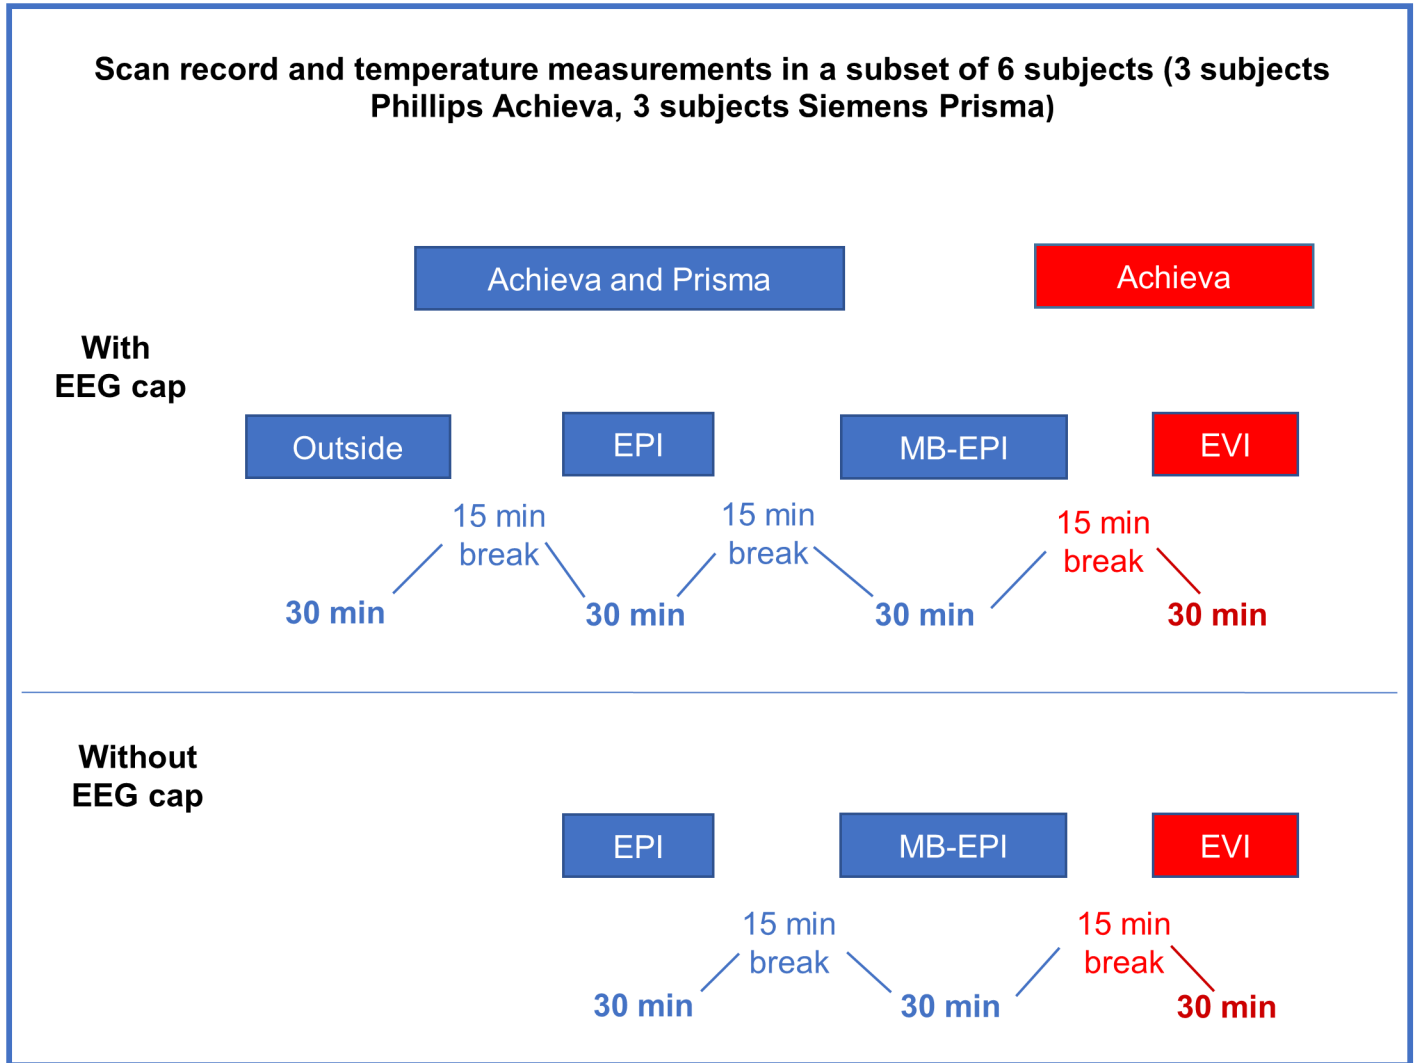 Scan record and temperature measurements in a subset of 6 subjects (3 subjects
Phillips Achieva, 3 subjects Siemens Prisma)
Achieva and Prisma
Achieva
With
EEG cap
Outside
EPI
MB-EPI
EVI
15 min
break
15 min
break
15 min
break
30 min
30 min
30 min
30 min
Without
EEG cap
EPI
MB-EPI
EVI
15 min
break
15 min
break
30 min
30 min
30 min